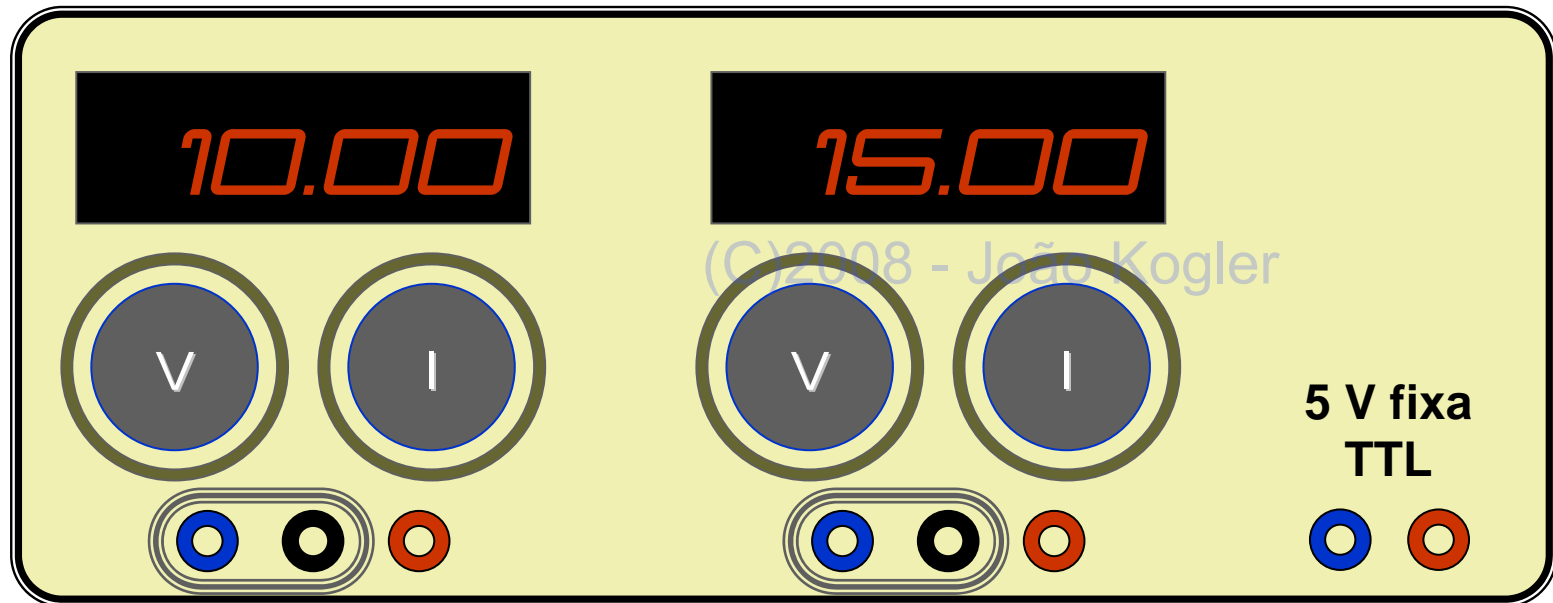 10.00
15.00
(C)2008 - João Kogler
V
I
V
I
5 V fixa
TTL